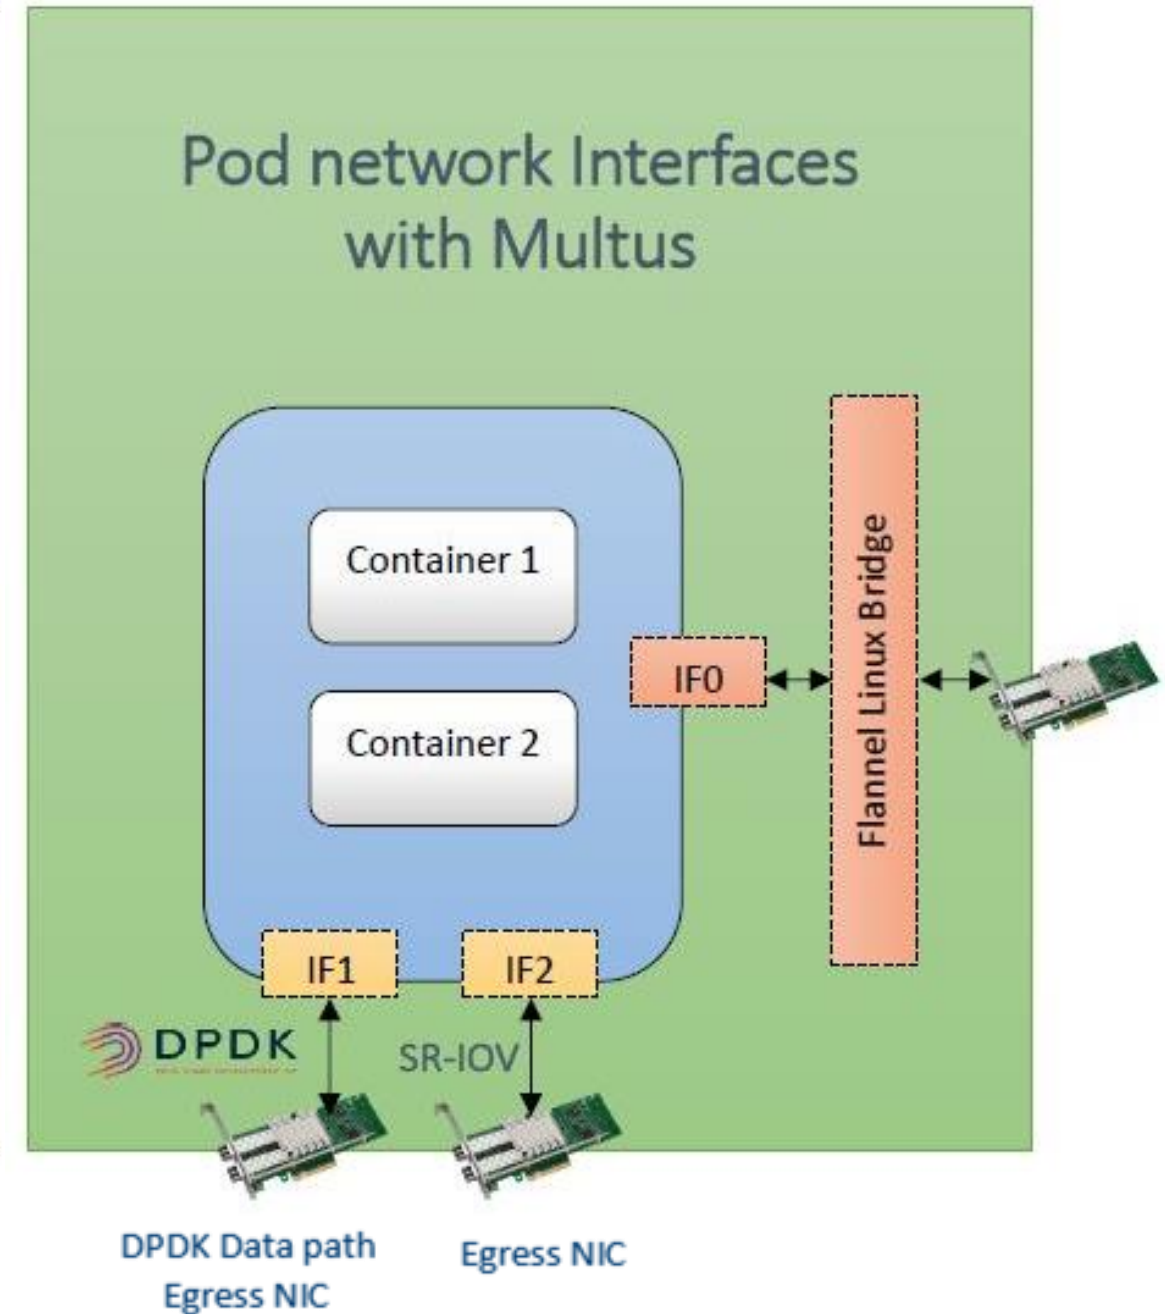 Pod network Interfaces
with Multus
Container 1
Container 2
IF0
Flannel Linux Bridge
IF1
IF2
DPDK
SR-IOV
DPDK Data path
Egress NIC
Egress NIC